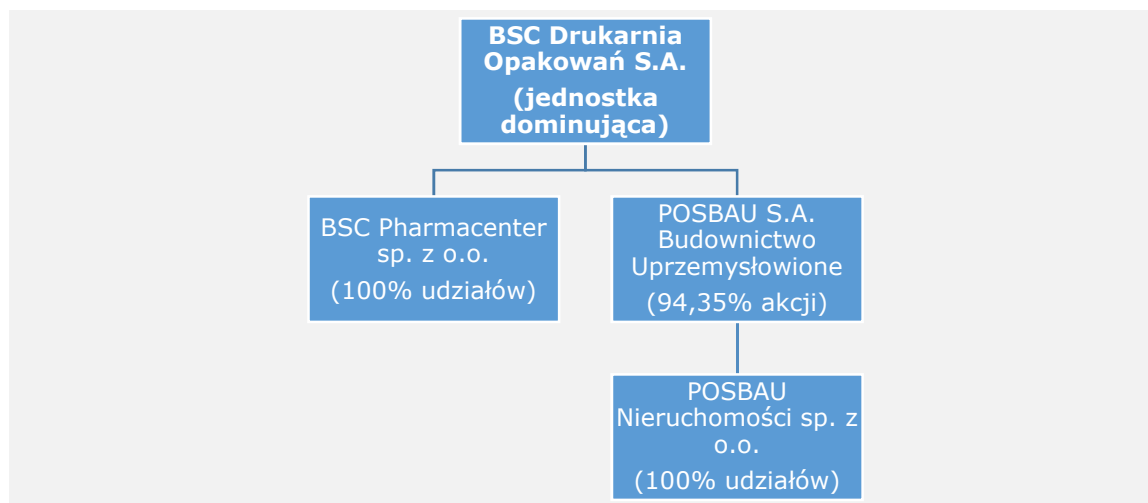 BSC Drukarnia
Opakowań S.A.
(jednostka
dominująca)
BSC Pharmacenter
sp. z o.o.
(100% udziałów)
POSBAU S.A.
Budownictwo
Uprzemysłowione
(94,35% akcji)
POSBAU
Nieruchomości sp. z
o.o.
(100% udziałów)